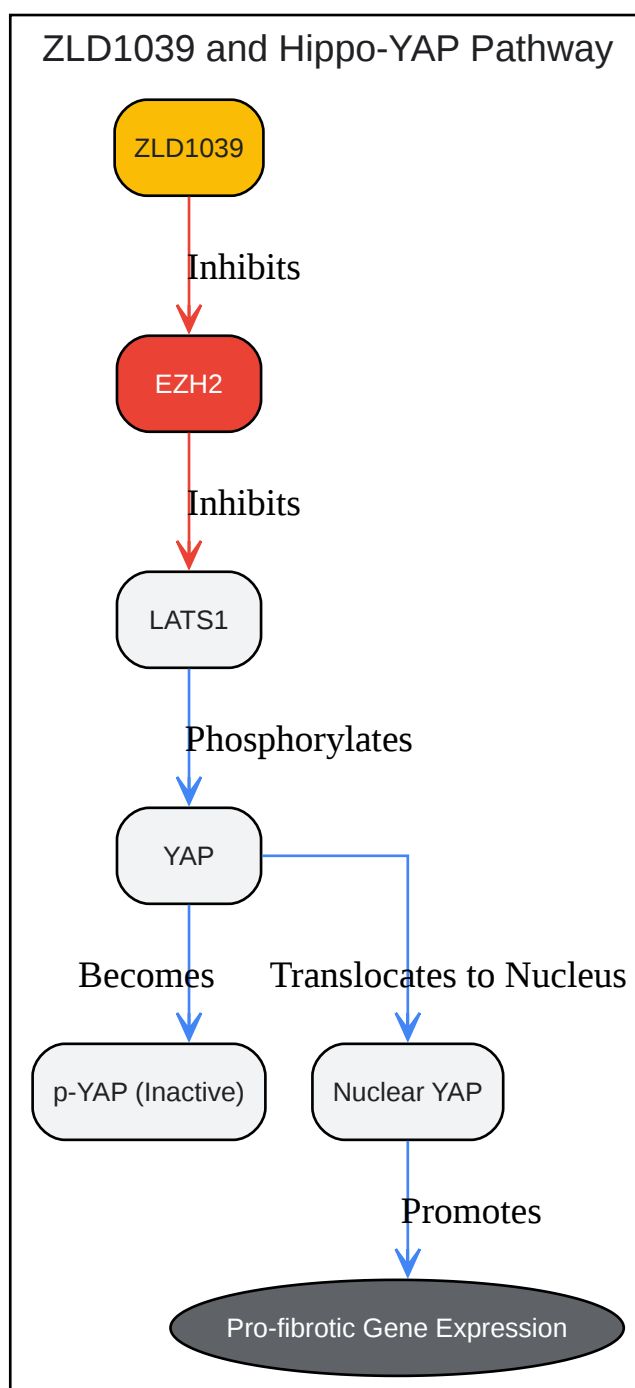 ZLD1039 and Hippo-YAP Pathway
ZLD1039
Inhibits
EZH2
Inhibits
LATS1
Phosphorylates
YAP
Becomes
Translocates to Nucleus
p-YAP (Inactive)
Nuclear YAP
Promotes
Pro-fibrotic Gene Expression